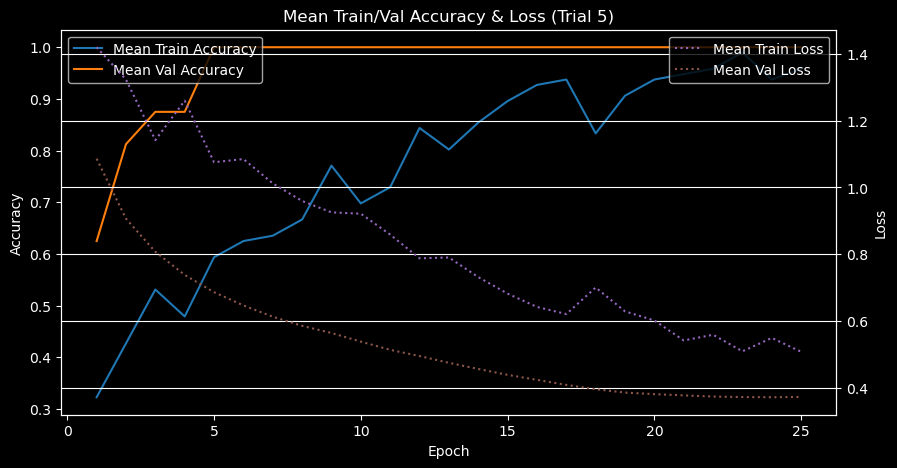 Mean Train/Val Accuracy & Loss (Trial 5)
Mean Train Accuracy
Mean Val Accuracy
Mean Train Loss
Mean Val Loss
1.0
0.9
0.8
0.7
0.6
0.5
0.4
0.3
Accuracy
1.4
1.2
1.0
0.8
0.6
0.4
Loss
0
5
10
15
20
25
Epoch